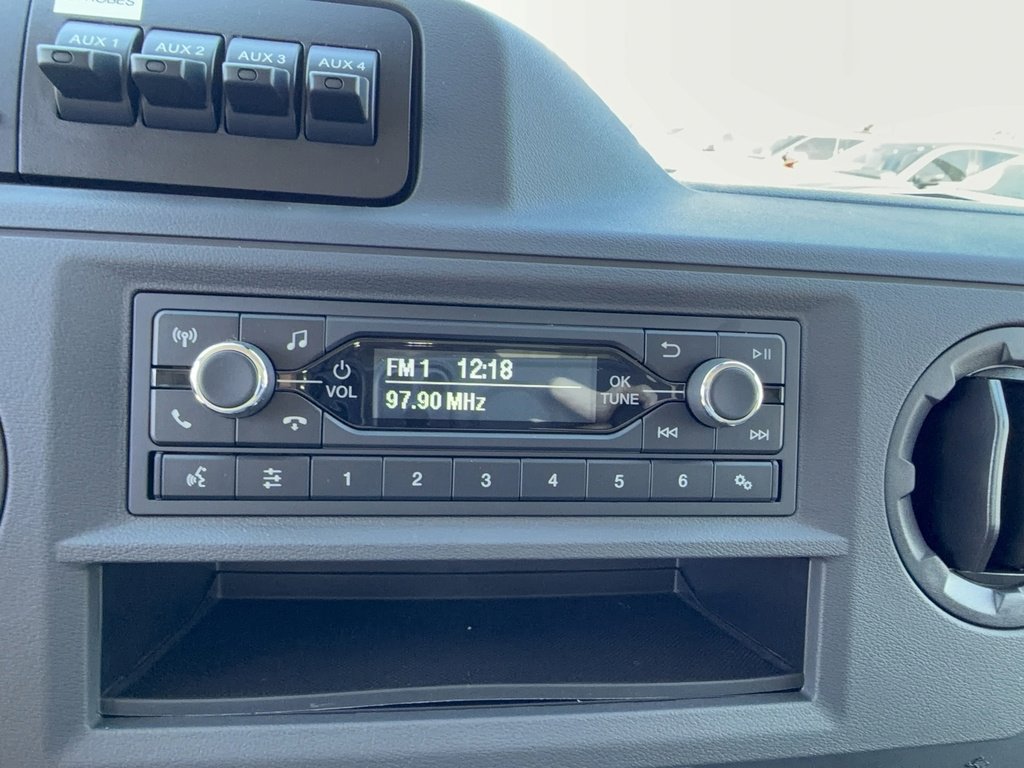 AUX 1
AUX 2
AUX 3
AUX 4
FM 1 12:18
97.90 MHz
VOL
OK
TUNE
1 2 3 4 5 6